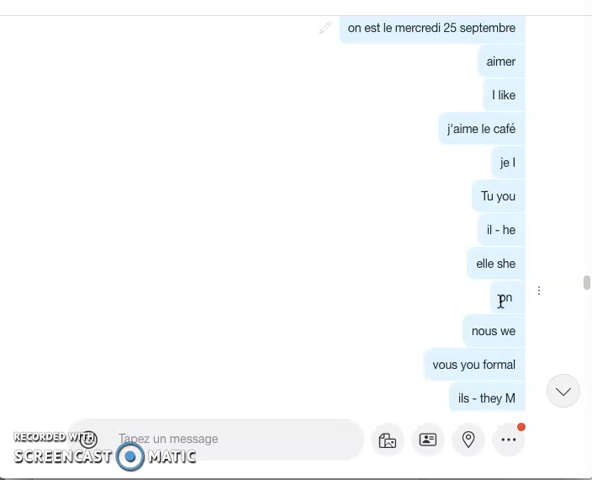 on est le mercredi 25 septembre
aimer
I like
j'aime le café
je I
Tu you
il - he
elle she
on
nous we
vous you formal
ils - they M
Tapez un message
RECORDED WITH
SCREENCAST MATIC